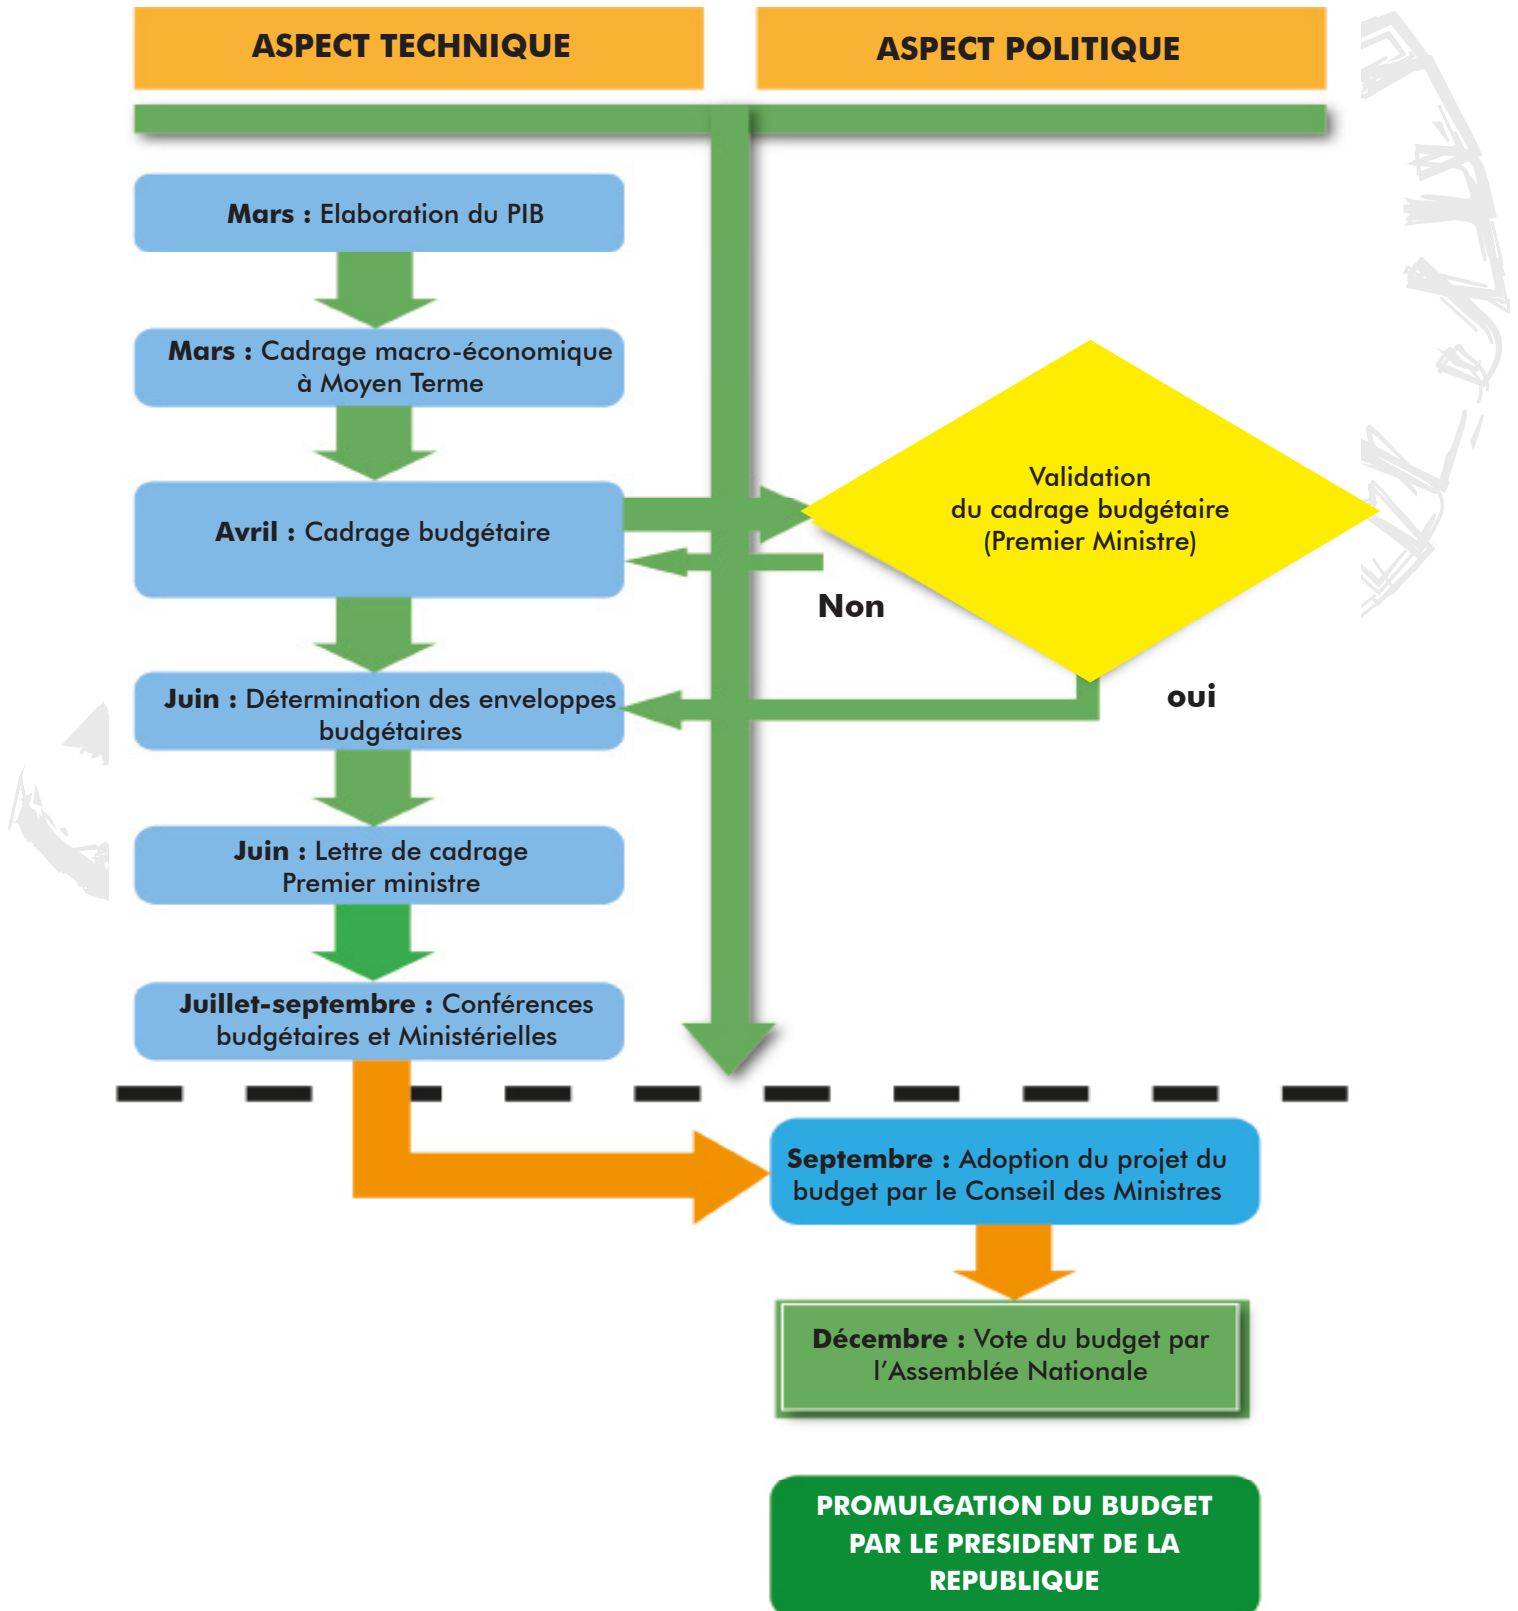 ASPECT TECHNIQUE
ASPECT POLITIQUE
Mars : Elaboration du PIB
Mars : Cadrage macro-économique
à Moyen Terme
Avril : Cadrage budgétaire
Validation
du cadrage budgétaire
(Premier Ministre)
Non
oui
Juin : Détermination des enveloppes
budgétaires
Juin : Lettre de cadrage
Premier ministre
Juillet-septembre : Conférences
budgétaires et Ministérielles
Septembre : Adoption du projet du
budget par le Conseil des Ministres
Décembre : Vote du budget par
l'Assemblée Nationale
PROMULGATION DU BUDGET
PAR LE PRESIDENT DE LA
REPUBLIQUE